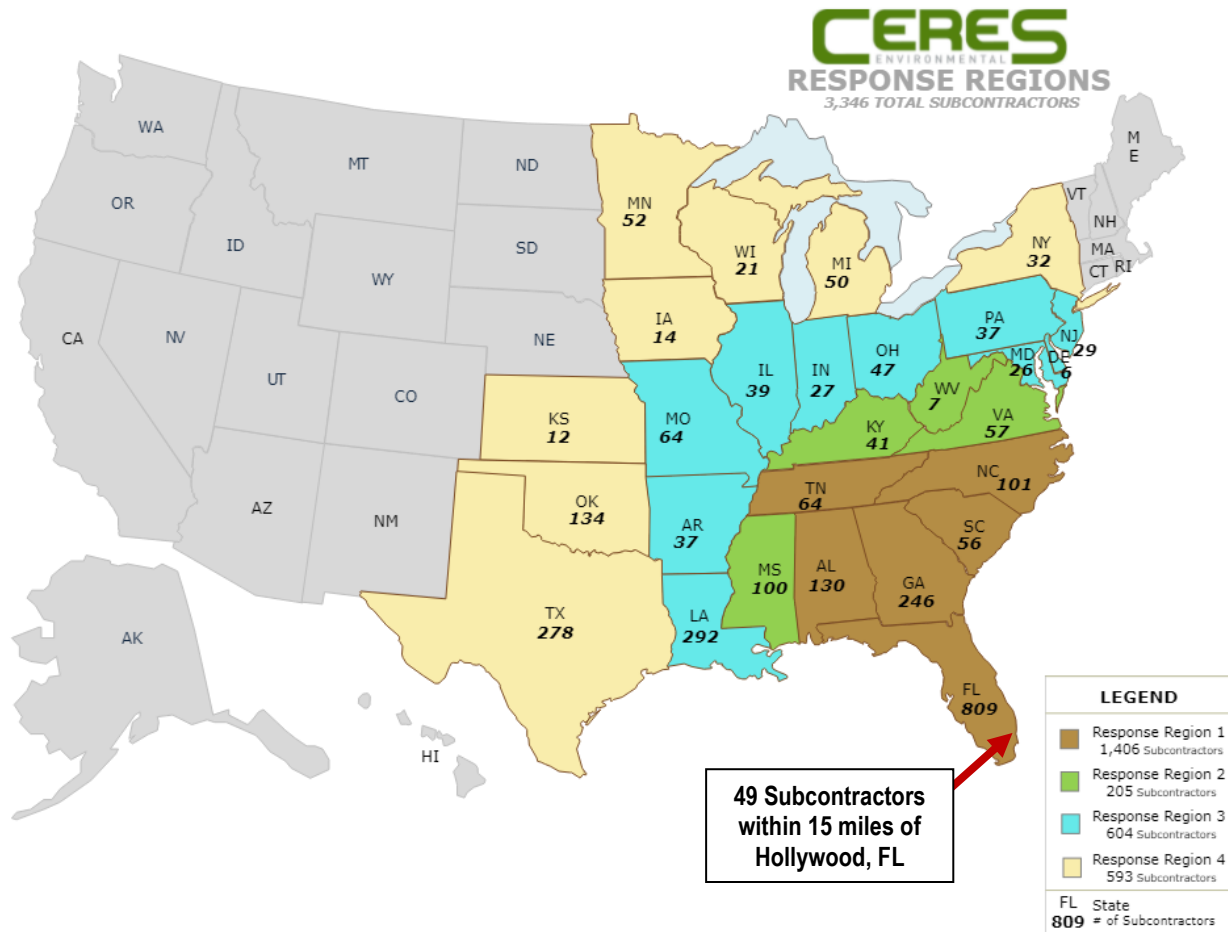 CERES
ENVIRONMENTAL
RESPONSE REGIONS
3,346 TOTAL SUBCONTRACTORS
WA
OR
ID
MT
ND
SD
WY
NE
CA
NV
UT
CO
AZ
NM
AK
HI
M
E
VT
NH
MA
CT
RI
MN
52
WI
21
MI
50
NY
32
IA
14
PA
37
NJ
29
MD
26
DE
6
IL
39
IN
27
OH
47
WV
7
VA
57
KS
12
MO
64
KY
41
OK
134
AR
37
TN
64
NC
101
SC
56
TX
278
LA
292
MS
100
AL
130
GA
246
FL
809
49 Subcontractors
within 15 miles of
Hollywood, FL
LEGEND
Response Region 1
1,406 Subcontractors
Response Region 2
205 Subcontractors
Response Region 3
604 Subcontractors
Response Region 4
593 Subcontractors
FL State
809 # of Subcontractors